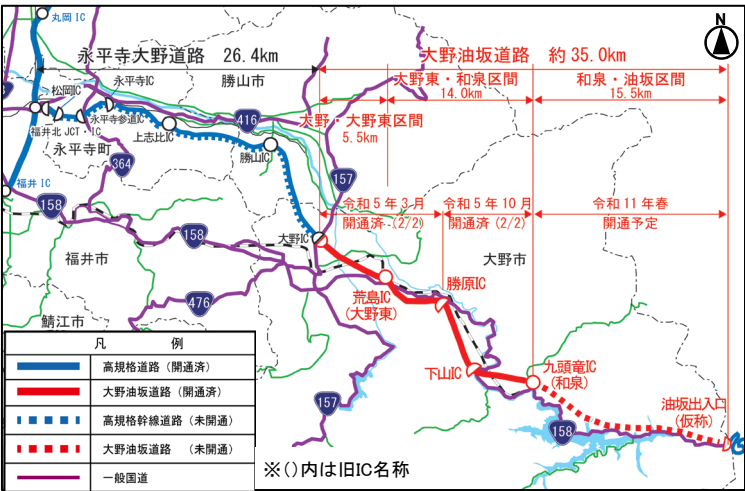 丸岡IC
N
永平寺大野道路 26.4km
大野油坂道路 約35.0km
永平寺IC
勝山市
大野東・和泉区間
14.0km
和泉・油坂区間
15.5km
松岡IC
福井北JCT・IC
永平寺参道IC
上志比IC
416
大野・大野東区間
5.5km
永平寺町
364
勝山IC
157
福井IC
158
令和5年3月
開通済(2/2)
令和5年10月
開通済(2/2)
令和11年春
開通予定
158
大野IC
福井市
大野市
荒島IC
(大野東)
勝原IC
476
鯖江市
凡 例
高規格道路(開通済)
大野油坂道路(開通済)
高規格幹線道路(未開通)
大野油坂道路 (未開通)
一般国道
下山IC
九頭竜IC
(和泉)
157
158
油坂出入口
(仮称)
※()内は旧IC名称